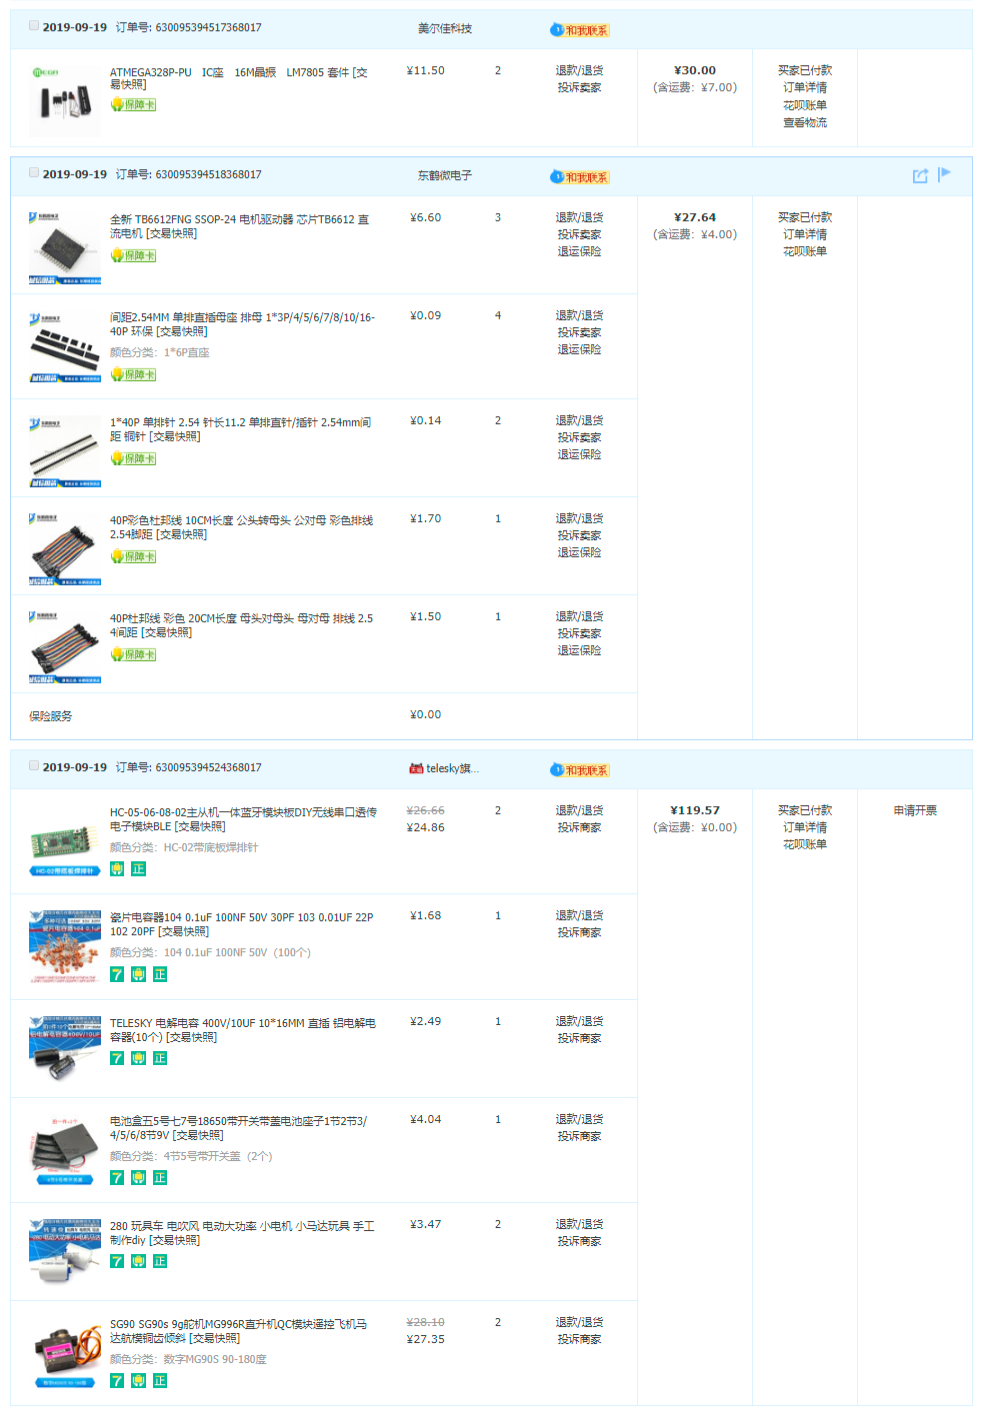 2019-09-19 订单号: 630095394517368017 美尔佳科技 和我联系
ATMEGA328P-PU IC座 16M晶振 LM7805 套件 [交
易快照]
保障卡
¥11.50 2 退款/退货
投诉卖家
¥30.00
(含运费: ¥7.00)
买家已付款
订单详情
花呗账单
查看物流
2019-09-19 订单号: 630095394518368017 东鹤微电子 和我联系
全新 TB6612FNG SSOP-24 电机驱动器 芯片TB6612 直
流电机 [交易快照]
保障卡
¥6.60 3 退款/退货
投诉卖家
退运保险
¥27.64
(含运费: ¥4.00)
买家已付款
订单详情
花呗账单
间距2.54MM 单排直插母座 排母 1*3P/4/5/6/7/8/10/16-
40P 环保 [交易快照]
颜色分类: 1*6P直座
保障卡
¥0.09 4 退款/退货
投诉卖家
退运保险
1*40P 单排针 2.54 针长11.2 单排直针/插针 2.54mm间
距 铜针 [交易快照]
保障卡
¥0.14 2 退款/退货
投诉卖家
退运保险
40P彩色杜邦线 10CM长度 公头转母头 公对母 彩色排线
2.54脚距 [交易快照]
保障卡
¥1.70 1 退款/退货
投诉卖家
退运保险
40P杜邦线 彩色 20CM长度 母头对母头 母对母 排线 2.5
4间距 [交易快照]
保障卡
¥1.50 1 退款/退货
投诉卖家
退运保险
保险服务 ¥0.00
2019-09-19 订单号: 630095394524368017 telesky旗... 和我联系
HC-05-06-08-02主从机一体蓝牙模块板DIY无线串口透传
电子模块BLE [交易快照]
颜色分类: HC-02带底板焊排针
正
¥26.66 2 退款/退货
¥24.86 投诉商家
¥119.57
(含运费: ¥0.00)
买家已付款
订单详情
花呗账单
申请开票
HC-02带底板焊排针
瓷片电容器104 0.1uF 100NF 50V 30PF 103 0.01UF 22P
102 20PF [交易快照]
颜色分类: 104 0.1uF 100NF 50V (100个)
7 正
¥1.68 1 退款/退货
投诉商家
TELESKY 电解电容 400V/10UF 10*16MM 直插 铝电解电
容器(10个) [交易快照]
7 正
¥2.49 1 退款/退货
投诉商家
电池盒五5号七7号18650带开关带盖电池座子1节2节3/
4/5/6/8节9V [交易快照]
颜色分类: 4节5号带开关盖 (2个)
7 正
¥4.04 1 退款/退货
投诉商家
280 玩具车 电吹风 电动大功率 小电机 小马达玩具 手工
制作diy [交易快照]
7 正
¥3.47 2 退款/退货
投诉商家
SG90 SG90s 9g舵机MG996R直升机QC模块遥控飞机马
达航模铜齿倾斜 [交易快照]
颜色分类: 数字MG90S 90-180度
7 正
¥28.10 2 退款/退货
¥27.35 投诉商家